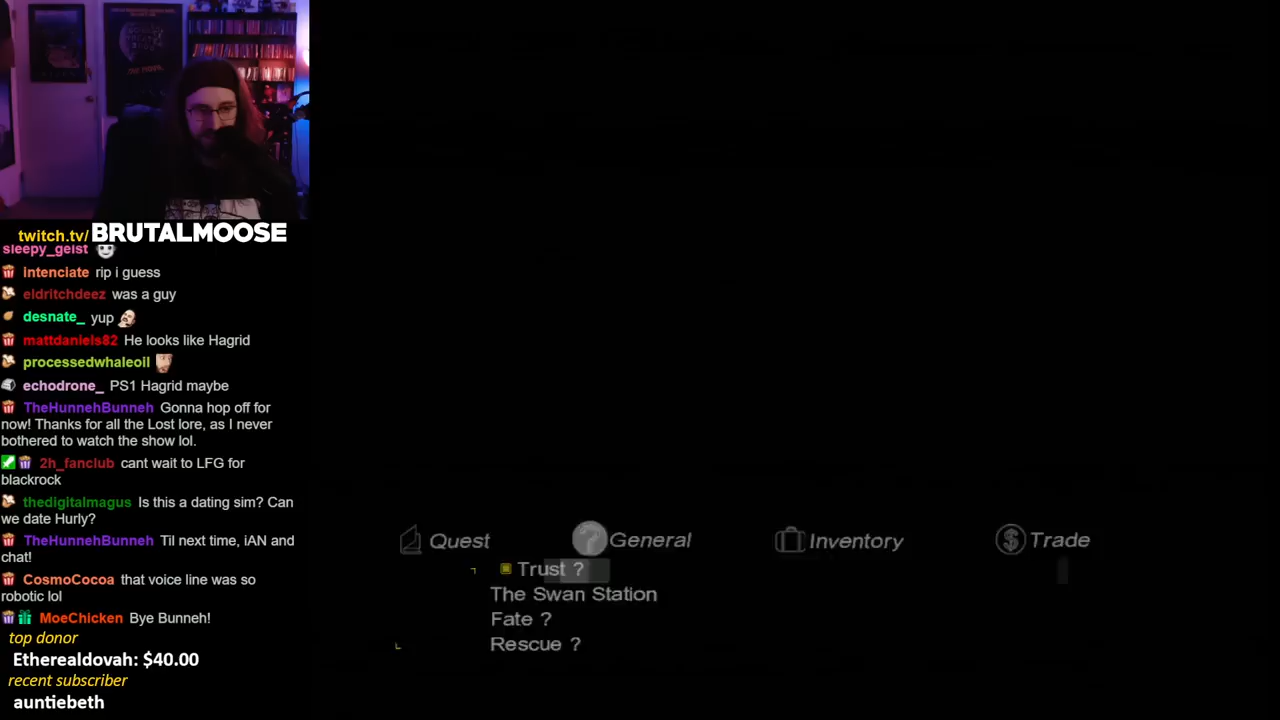 twitch.tv/BRUTALMOOSE
sleepy_geist
intenciate rip i guess
eldritchdeez was a guy
desnate_ yup
mattdaniels82 He looks like Hagrid
processedwhaleoil
echodrone_ PS1 Hagrid maybe
TheHunnehBunneh Gonna hop off for
now! Thanks for all the Lost lore, as I never
bothered to watch the show lol.
2h_fanclub cant wait to LFG for
blackrock
thedigitalmagus Is this a dating sim? Can
we date Hurly?
TheHunnehBunneh Til next time, iAN and
chat!
CosmoCocoa that voice line was so
robotic lol
MoeChicken Bye Bunneh!
top donor
Etherealdovah: $40.00
recent subscriber
auntiebeth
Quest General Inventory Trade
Trust ?
The Swan Station
Fate ?
Rescue ?